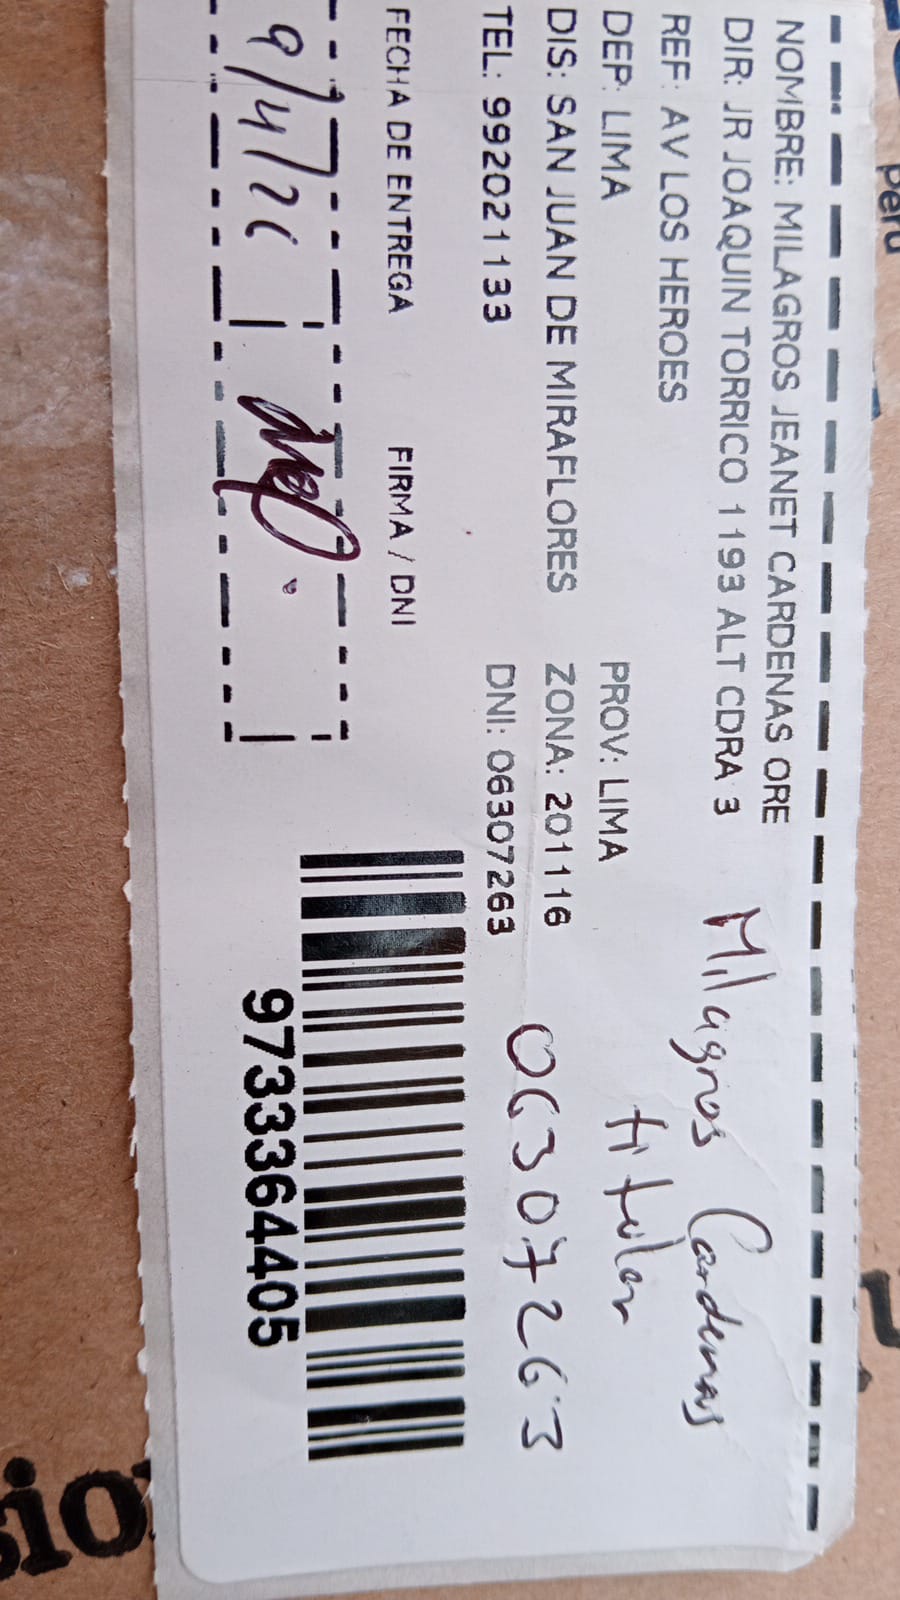 NOMBRE: MILAGROS JEANET CARDENAS ORE
DIR: JR JOAQUIN TORRICO 1193 ALT CDRA 3
REF: AV LOS HEROES
DEP: LIMA PROV: LIMA
DIS: SAN JUAN DE MIRAFLORES ZONA: 201116
TEL: 992021133 DNI: 06307263
Milagros Cardenas
titular
06307263
FECHA DE ENTREGA FIRMA / DNI
973364405
Perú